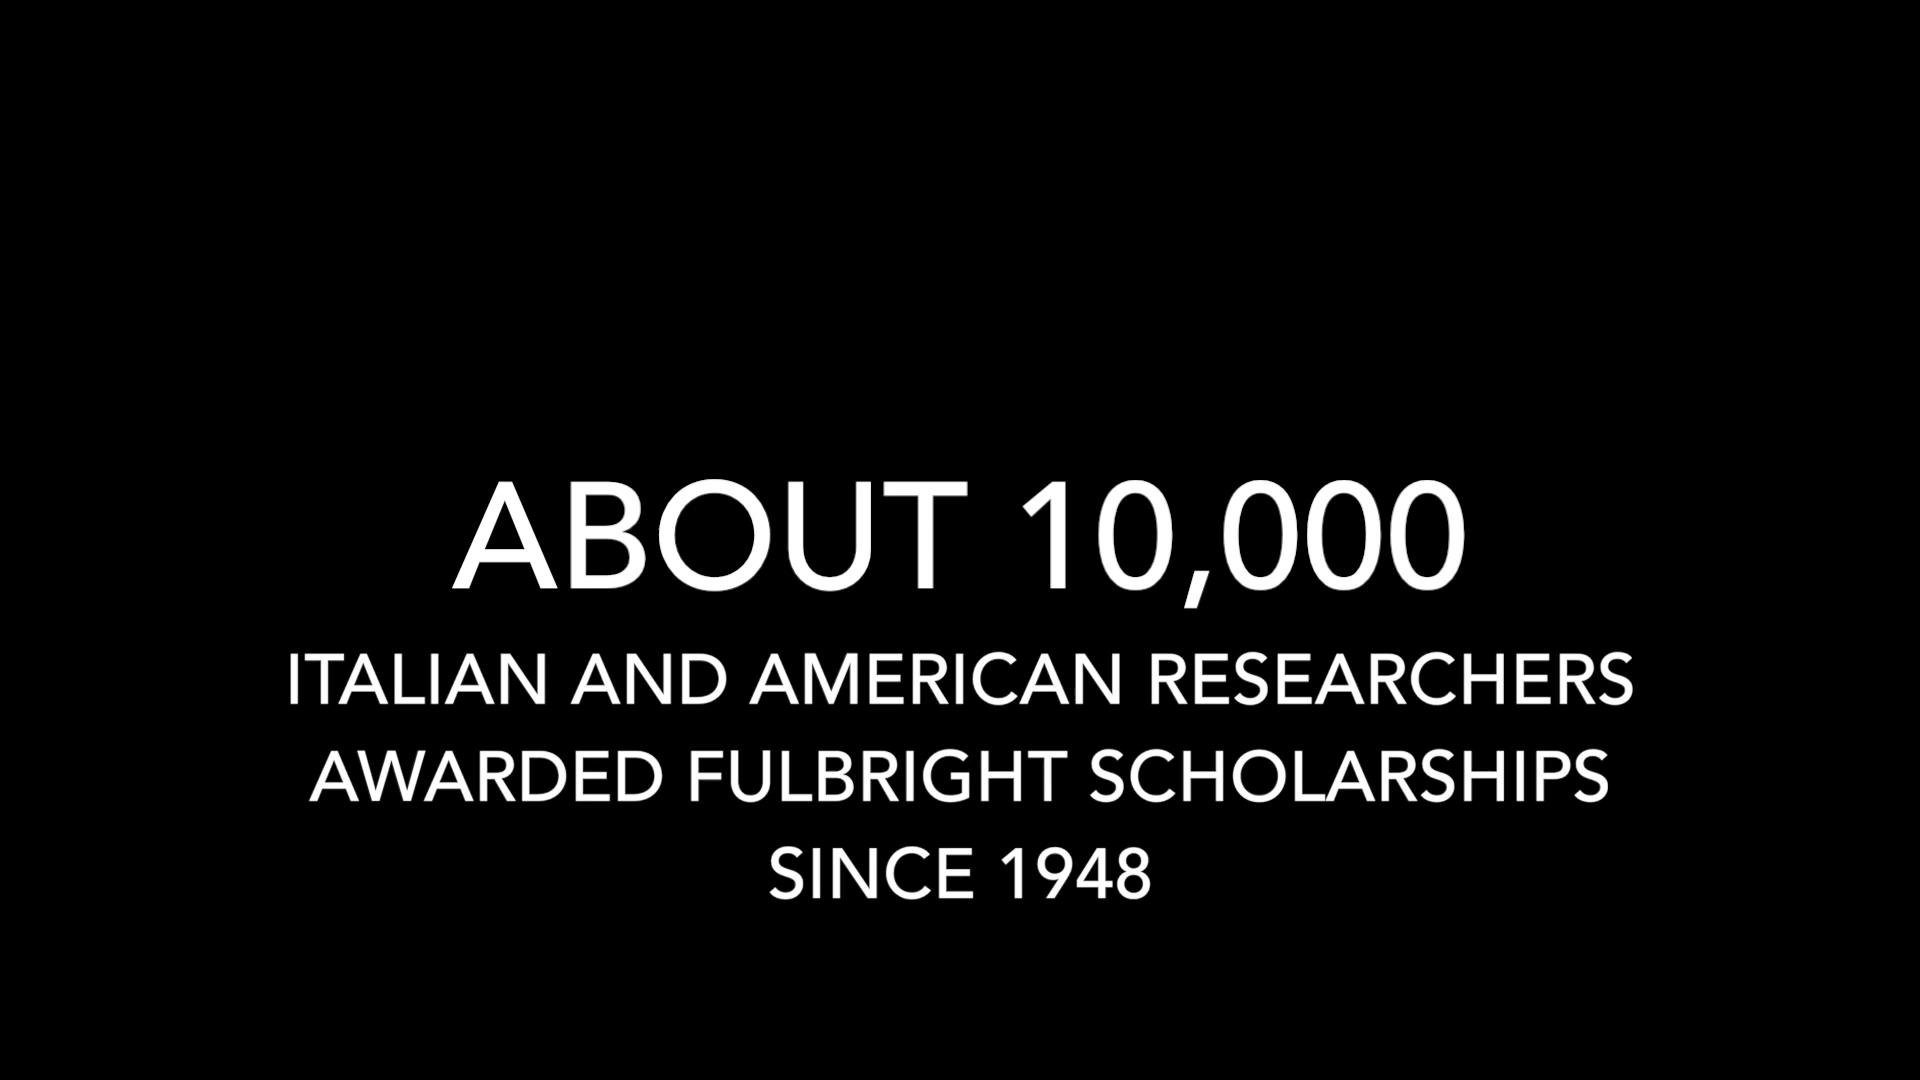 ABOUT 10,000
ITALIAN AND AMERICAN RESEARCHERS
AWARDED FULBRIGHT SCHOLARSHIPS
SINCE 1948